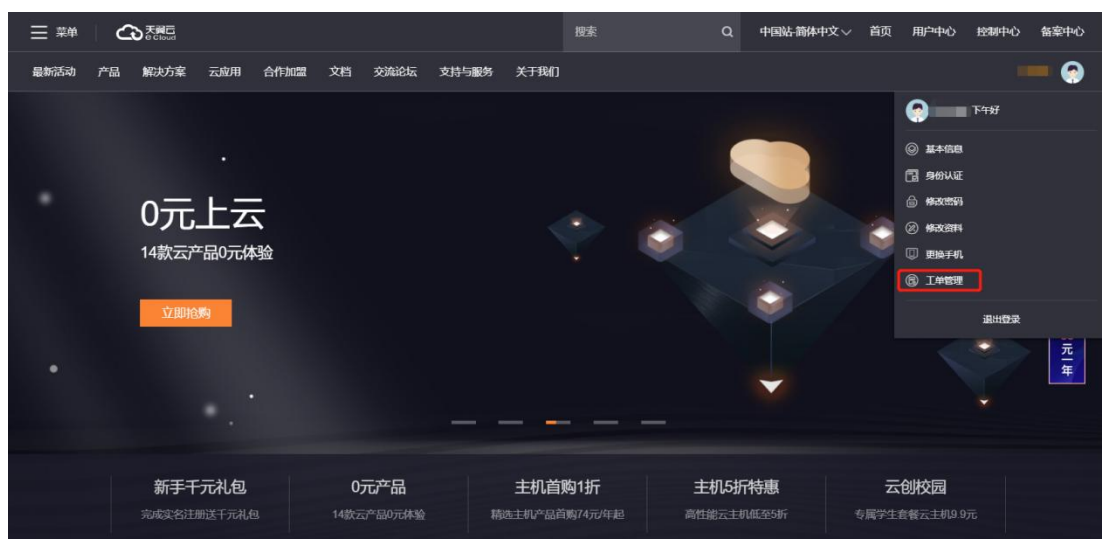 菜单
天翼云
e Cloud
搜索
中国站-简体中文
首页
用户中心
控制中心
备案中心
最新活动
产品
解决方案
云应用
合作加盟
文档
交流论坛
支持与服务
关于我们
下午好
基本信息
身份认证
修改密码
修改资料
更换手机
工单管理
退出登录
0元上云
14款云产品0元体验
立即抢购
元一年
新手千元礼包
完成实名注册送千元礼包
0元产品
14款云产品0元体验
主机首购1折
精选主机产品首购74元/年起
主机5折特惠
高性能云主机低至5折
云创校园
专属学生套餐云主机9.9元